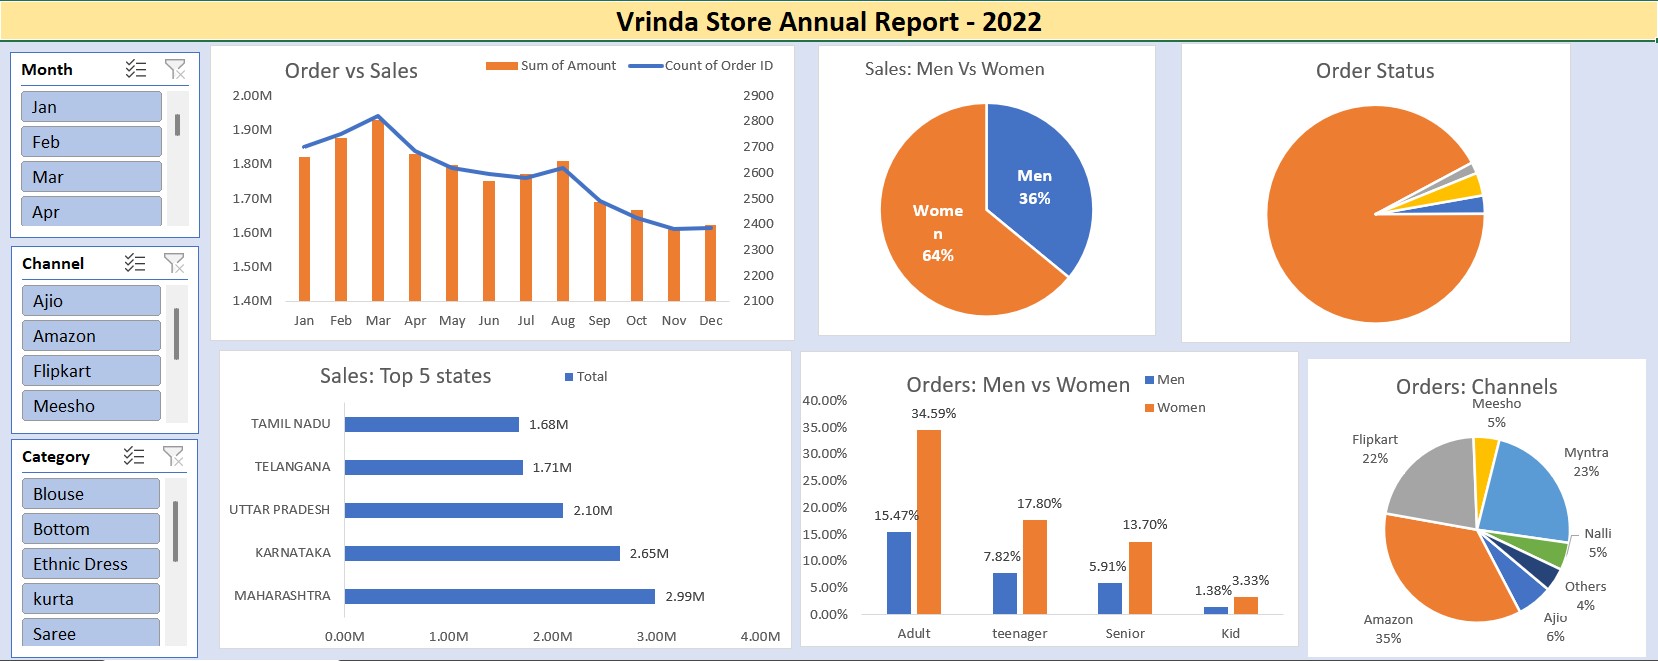 Vrinda Store Annual Report - 2022
Month
Jan
Feb
Mar
Apr
Channel
Ajio
Amazon
Flipkart
Meesho
Category
Blouse
Bottom
Ethnic Dress
kurta
Saree
Order vs Sales
Sum of Amount
Count of Order ID
2.00M
1.90M
1.80M
1.70M
1.60M
1.50M
1.40M
2900
2800
2700
2600
2500
2400
2300
2200
2100
Jan Feb Mar Apr May Jun Jul Aug Sep Oct Nov Dec
Sales: Men Vs Women
Men
36%
Wome
n
64%
Order Status
Sales: Top 5 states
Total
TAMIL NADU 1.68M
TELANGANA 1.71M
UTTAR PRADESH 2.10M
KARNATAKA 2.65M
MAHARASHTRA 2.99M
0.00M 1.00M 2.00M 3.00M 4.00M
Orders: Men vs Women
Men
Women
40.00%
35.00%
30.00%
25.00%
20.00%
15.00%
10.00%
5.00%
0.00%
15.47%
34.59%
7.82%
17.80%
5.91%
13.70%
1.38%
3.33%
Adult teenager Senior Kid
Orders: Channels
Meesho
5%
Flipkart
22%
Myntra
23%
Nalli
5%
Others
4%
Ajio
6%
Amazon
35%